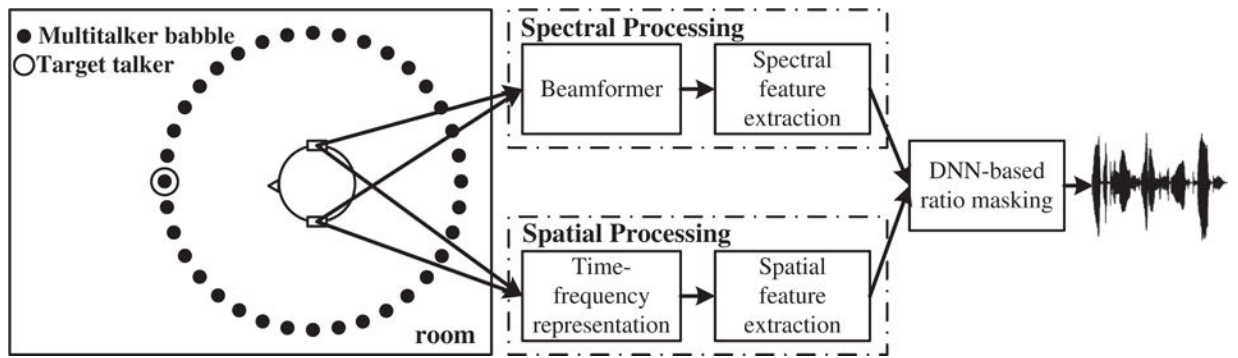 Multitalker babble
Target talker
room
Spectral Processing
Beamformer
Spectral
feature
extraction
Spatial Processing
Time-
frequency
representation
Spatial
feature
extraction
DNN-based
ratio masking